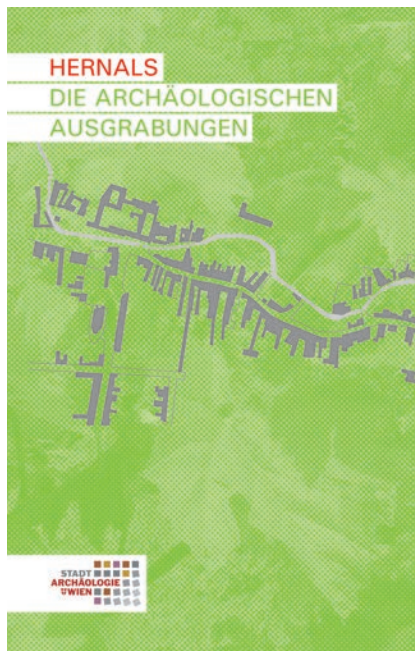 HERNALS
DIE ARCHÄOLOGISCHEN
AUSGRABUNGEN
STADT
ARCHÄOLOGIE
WIEN